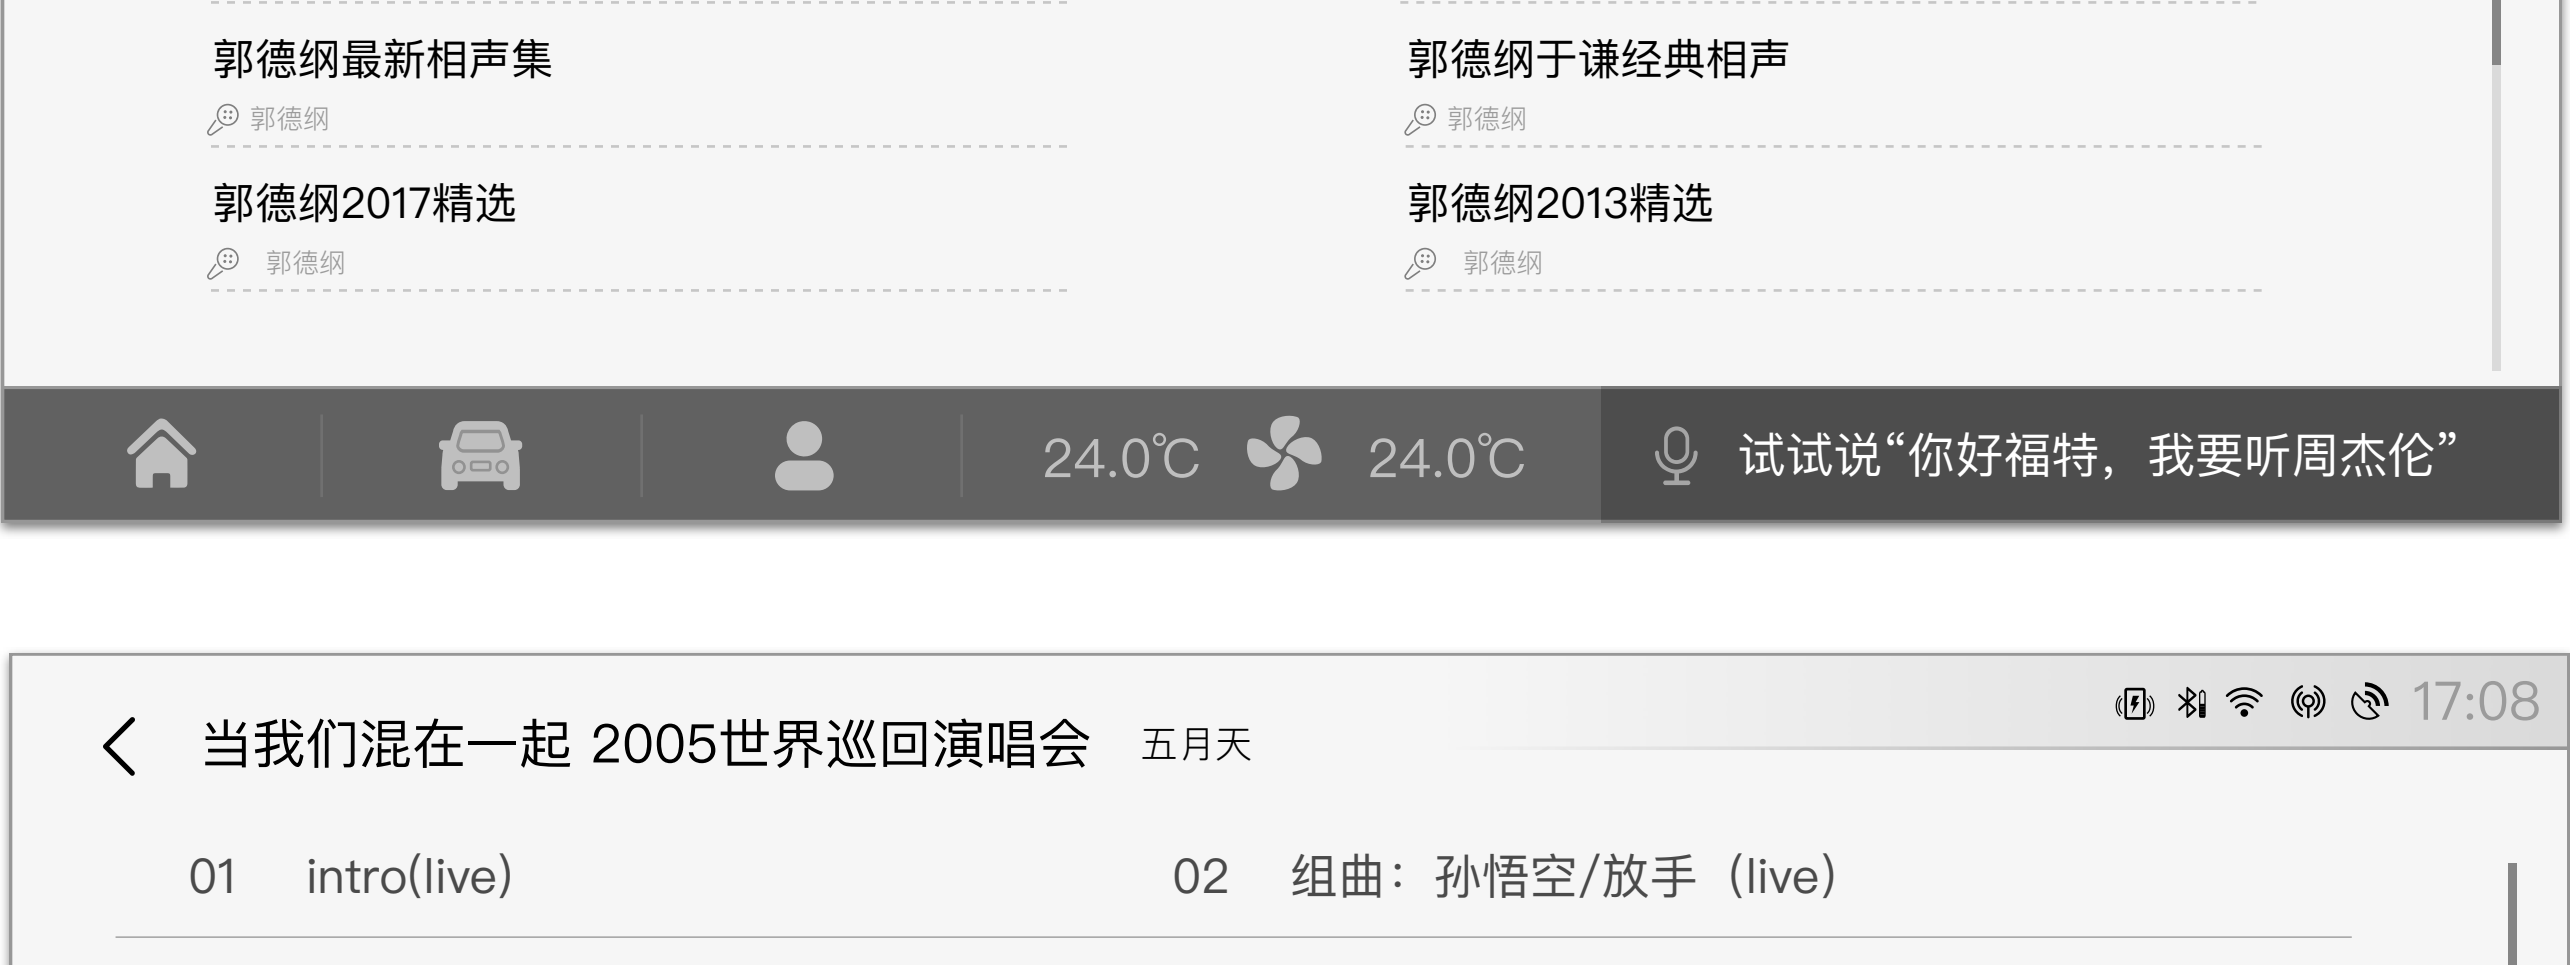 郭德纲最新相声集
郭德纲
郭德纲于谦经典相声
郭德纲
郭德纲2017精选
郭德纲
郭德纲2013精选
郭德纲
24.0℃
24.0℃
试试说“你好福特，我要听周杰伦”
17:08
当我们混在一起 2005世界巡回演唱会 五月天
01 intro(live)
02 组曲：孙悟空/放手（live)